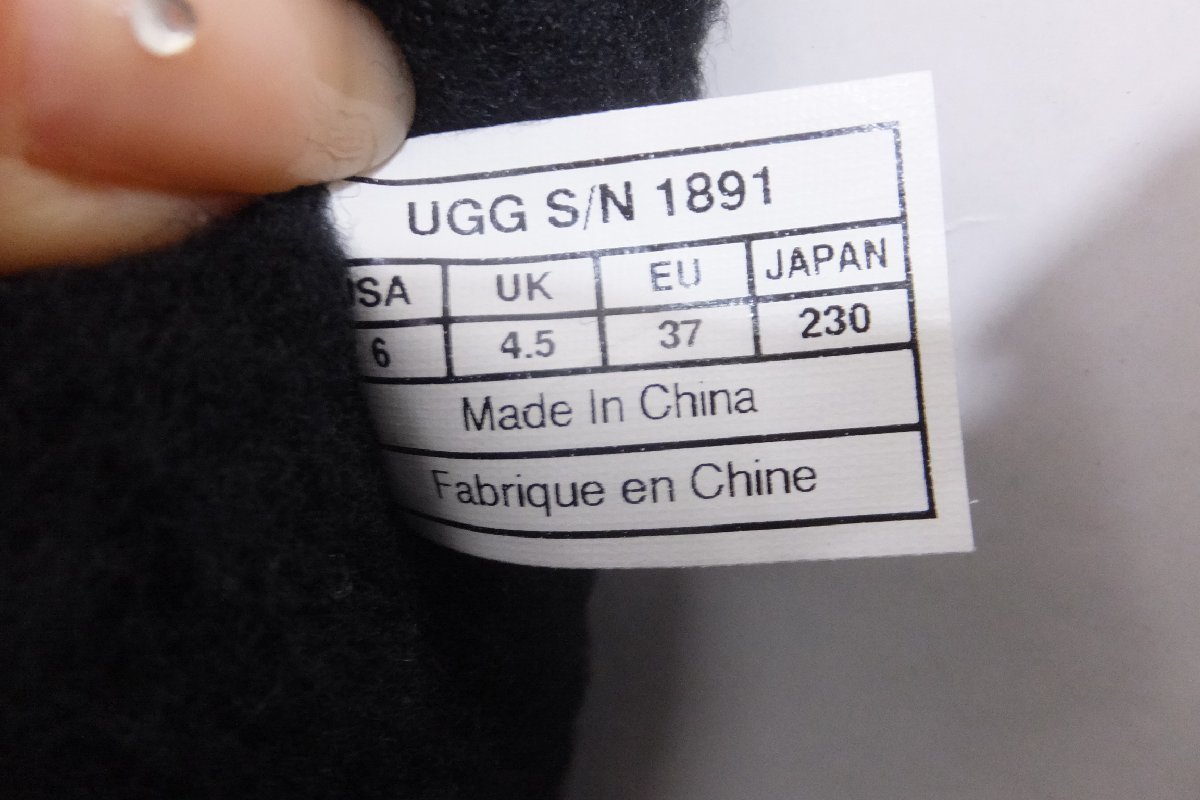 UGG S/N 1891
USA UK EU JAPAN
6 4.5 37 230
Made In China
Fabrique en Chine